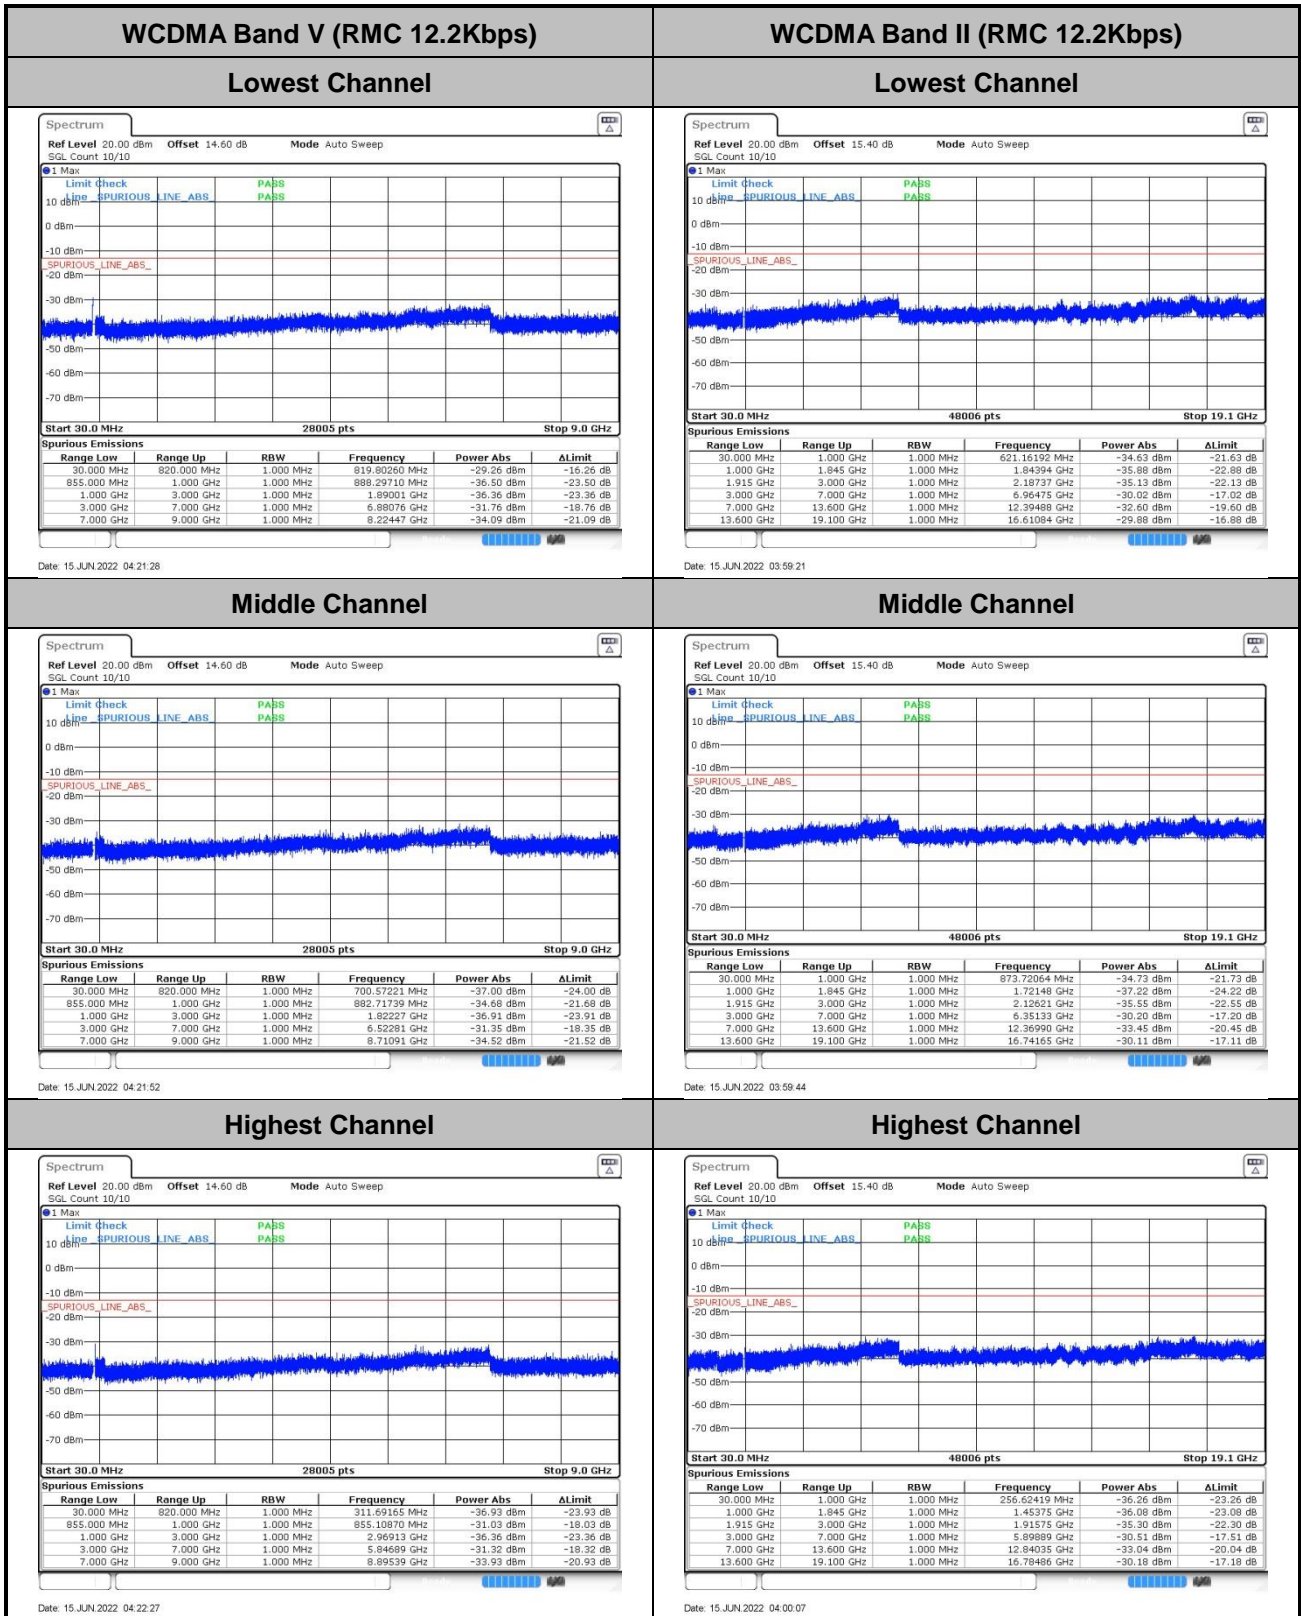 WCDMA Band V (RMC 12.2Kbps) WCDMA Band II (RMC 12.2Kbps)
Lowest Channel Lowest Channel
Spectrum
Ref Level 20.00 dBm Offset 14.60 dB Mode Auto Sweep
SGL Count 10/10
1 Max
Limit Check PASS
Line _SPURIOUS_LINE_ABS_ PASS
10 dBm
0 dBm
-10 dBm
_SPURIOUS_LINE_ABS_
-20 dBm
-30 dBm
-50 dBm
-60 dBm
-70 dBm
Start 30.0 MHz 28005 pts Stop 9.0 GHz
Spurious Emissions
Range Low Range Up RBW Frequency Power Abs ΔLimit
30.000 MHz 820.000 MHz 1.000 MHz 819.80260 MHz -29.26 dBm -16.26 dB
855.000 MHz 1.000 GHz 1.000 MHz 888.29710 MHz -36.50 dBm -23.50 dB
1.000 GHz 3.000 GHz 1.000 MHz 1.89001 GHz -36.36 dBm -23.36 dB
3.000 GHz 7.000 GHz 1.000 MHz 6.88076 GHz -31.76 dBm -18.76 dB
7.000 GHz 9.000 GHz 1.000 MHz 8.22447 GHz -34.09 dBm -21.09 dB
Date: 15.JUN.2022 04:21:28
Spectrum
Ref Level 20.00 dBm Offset 15.40 dB Mode Auto Sweep
SGL Count 10/10
1 Max
Limit Check PASS
Line _SPURIOUS_LINE_ABS_ PASS
10 dBm
0 dBm
-10 dBm
_SPURIOUS_LINE_ABS_
-20 dBm
-30 dBm
-50 dBm
-60 dBm
-70 dBm
Start 30.0 MHz 48006 pts Stop 19.1 GHz
Spurious Emissions
Range Low Range Up RBW Frequency Power Abs ΔLimit
30.000 MHz 1.000 GHz 1.000 MHz 621.16192 MHz -34.63 dBm -21.63 dB
1.000 GHz 1.845 GHz 1.000 MHz 1.84394 GHz -35.88 dBm -22.88 dB
1.915 GHz 3.000 GHz 1.000 MHz 2.18737 GHz -35.13 dBm -22.13 dB
3.000 GHz 7.000 GHz 1.000 MHz 6.96475 GHz -30.02 dBm -17.02 dB
7.000 GHz 13.600 GHz 1.000 MHz 12.39488 GHz -32.60 dBm -19.60 dB
13.600 GHz 19.100 GHz 1.000 MHz 16.61084 GHz -29.88 dBm -16.88 dB
Date: 15.JUN.2022 03:59:21
Middle Channel Middle Channel
Spectrum
Ref Level 20.00 dBm Offset 14.60 dB Mode Auto Sweep
SGL Count 10/10
1 Max
Limit Check PASS
Line _SPURIOUS_LINE_ABS_ PASS
10 dBm
0 dBm
-10 dBm
_SPURIOUS_LINE_ABS_
-20 dBm
-30 dBm
-50 dBm
-60 dBm
-70 dBm
Start 30.0 MHz 28005 pts Stop 9.0 GHz
Spurious Emissions
Range Low Range Up RBW Frequency Power Abs ΔLimit
30.000 MHz 820.000 MHz 1.000 MHz 700.57221 MHz -37.00 dBm -24.00 dB
855.000 MHz 1.000 GHz 1.000 MHz 882.71739 MHz -34.68 dBm -21.68 dB
1.000 GHz 3.000 GHz 1.000 MHz 1.82227 GHz -36.91 dBm -23.91 dB
3.000 GHz 7.000 GHz 1.000 MHz 6.52281 GHz -31.35 dBm -18.35 dB
7.000 GHz 9.000 GHz 1.000 MHz 8.71091 GHz -34.52 dBm -21.52 dB
Date: 15.JUN.2022 04:21:52
Spectrum
Ref Level 20.00 dBm Offset 15.40 dB Mode Auto Sweep
SGL Count 10/10
1 Max
Limit Check PASS
Line _SPURIOUS_LINE_ABS_ PASS
10 dBm
0 dBm
-10 dBm
_SPURIOUS_LINE_ABS_
-20 dBm
-30 dBm
-50 dBm
-60 dBm
-70 dBm
Start 30.0 MHz 48006 pts Stop 19.1 GHz
Spurious Emissions
Range Low Range Up RBW Frequency Power Abs ΔLimit
30.000 MHz 1.000 GHz 1.000 MHz 873.72064 MHz -34.73 dBm -21.73 dB
1.000 GHz 1.845 GHz 1.000 MHz 1.72148 GHz -37.22 dBm -24.22 dB
1.915 GHz 3.000 GHz 1.000 MHz 2.12621 GHz -35.55 dBm -22.55 dB
3.000 GHz 7.000 GHz 1.000 MHz 6.35133 GHz -30.20 dBm -17.20 dB
7.000 GHz 13.600 GHz 1.000 MHz 12.36990 GHz -33.45 dBm -20.45 dB
13.600 GHz 19.100 GHz 1.000 MHz 16.74165 GHz -30.11 dBm -17.11 dB
Date: 15.JUN.2022 03:59:44
Highest Channel Highest Channel
Spectrum
Ref Level 20.00 dBm Offset 14.60 dB Mode Auto Sweep
SGL Count 10/10
1 Max
Limit Check PASS
Line _SPURIOUS_LINE_ABS_ PASS
10 dBm
0 dBm
-10 dBm
_SPURIOUS_LINE_ABS_
-20 dBm
-30 dBm
-50 dBm
-60 dBm
-70 dBm
Start 30.0 MHz 28005 pts Stop 9.0 GHz
Spurious Emissions
Range Low Range Up RBW Frequency Power Abs ΔLimit
30.000 MHz 820.000 MHz 1.000 MHz 311.69165 MHz -36.93 dBm -23.93 dB
855.000 MHz 1.000 GHz 1.000 MHz 855.10870 MHz -31.03 dBm -18.03 dB
1.000 GHz 3.000 GHz 1.000 MHz 2.96913 GHz -36.36 dBm -23.36 dB
3.000 GHz 7.000 GHz 1.000 MHz 5.84689 GHz -31.32 dBm -18.32 dB
7.000 GHz 9.000 GHz 1.000 MHz 8.89539 GHz -33.93 dBm -20.93 dB
Date: 15.JUN.2022 04:22:27
Spectrum
Ref Level 20.00 dBm Offset 15.40 dB Mode Auto Sweep
SGL Count 10/10
1 Max
Limit Check PASS
Line _SPURIOUS_LINE_ABS_ PASS
10 dBm
0 dBm
-10 dBm
_SPURIOUS_LINE_ABS_
-20 dBm
-30 dBm
-50 dBm
-60 dBm
-70 dBm
Start 30.0 MHz 48006 pts Stop 19.1 GHz
Spurious Emissions
Range Low Range Up RBW Frequency Power Abs ΔLimit
30.000 MHz 1.000 GHz 1.000 MHz 256.62419 MHz -36.26 dBm -23.26 dB
1.000 GHz 1.845 GHz 1.000 MHz 1.45375 GHz -36.08 dBm -23.08 dB
1.915 GHz 3.000 GHz 1.000 MHz 1.91575 GHz -35.30 dBm -22.30 dB
3.000 GHz 7.000 GHz 1.000 MHz 5.89889 GHz -30.51 dBm -17.51 dB
7.000 GHz 13.600 GHz 1.000 MHz 12.84035 GHz -33.04 dBm -20.04 dB
13.600 GHz 19.100 GHz 1.000 MHz 16.78486 GHz -30.18 dBm -17.18 dB
Date: 15.JUN.2022 04:00:07